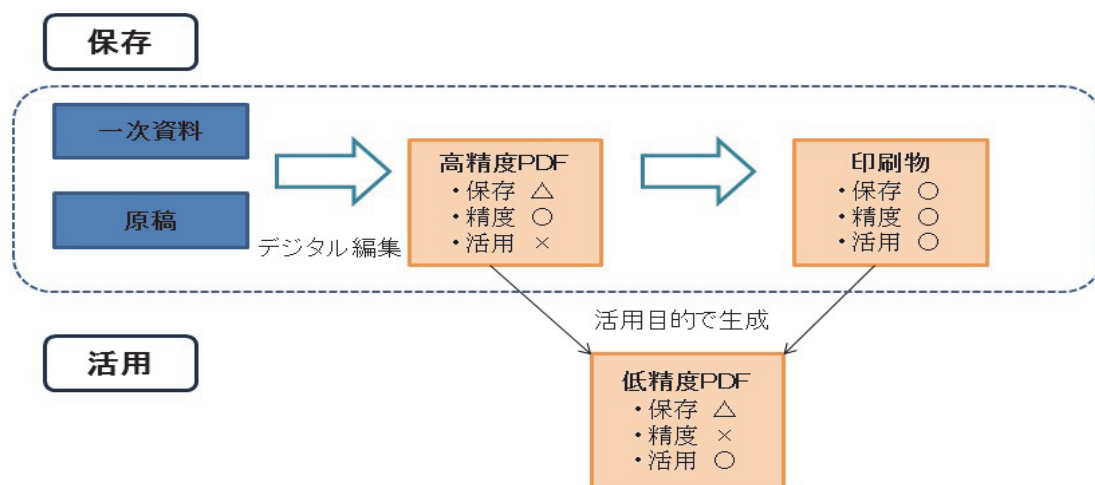 保存
一次資料
原稿
デジタル編集
高精度PDF
・保存 △
・精度 ○
・活用 ×
印刷物
・保存 ○
・精度 ○
・活用 ○
活用目的で生成
活用
低精度PDF
・保存 △
・精度 ×
・活用 ○